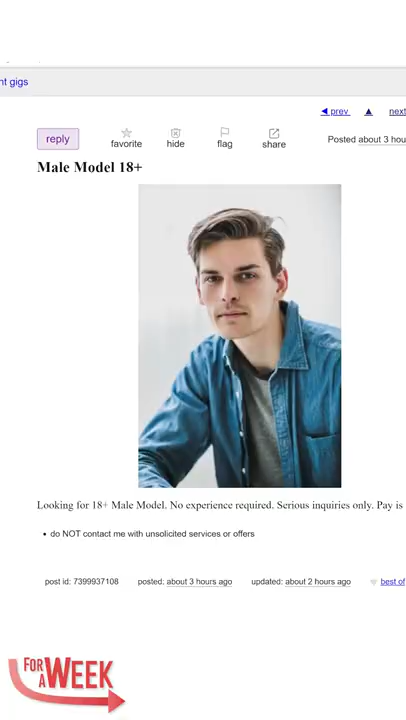 nt gigs
◀ prev ▲ next
reply
favorite
hide
flag
share
Posted about 3 hou
Male Model 18+
Looking for 18+ Male Model. No experience required. Serious inquiries only. Pay is
• do NOT contact me with unsolicited services or offers
post id: 7399937108 posted: about 3 hours ago updated: about 2 hours ago best of
FOR
A WEEK